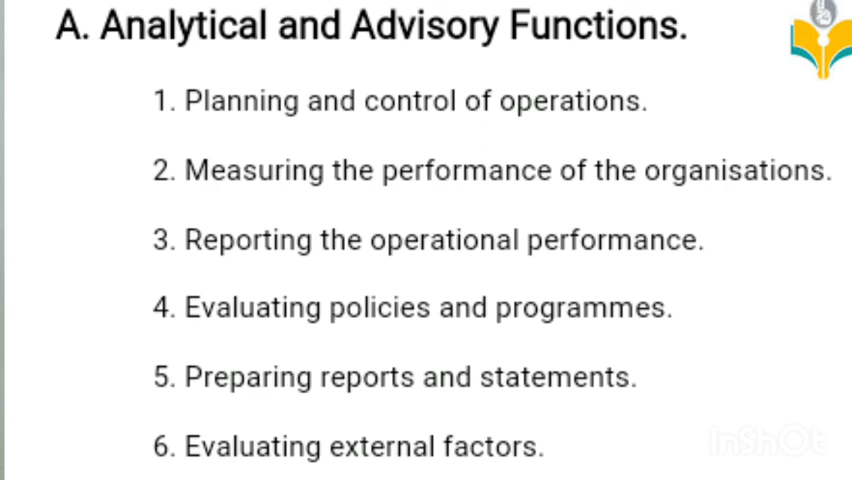 A. Analytical and Advisory Functions.
1. Planning and control of operations.
2. Measuring the performance of the organisations.
3. Reporting the operational performance.
4. Evaluating policies and programmes.
5. Preparing reports and statements.
6. Evaluating external factors.
InShOt